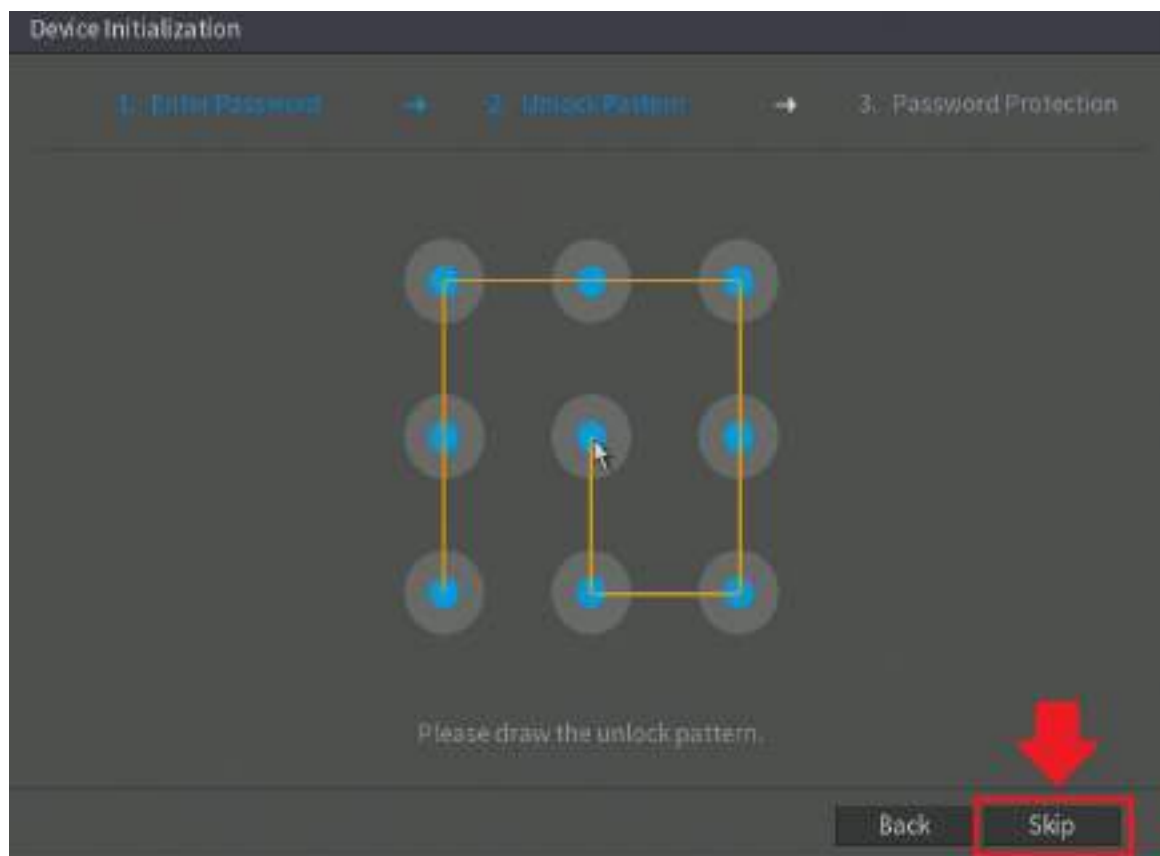 Device Initialization
1. Enter Password → 2. Unlock Pattern → 3. Password Protection
Please draw the unlock pattern.
Back Skip